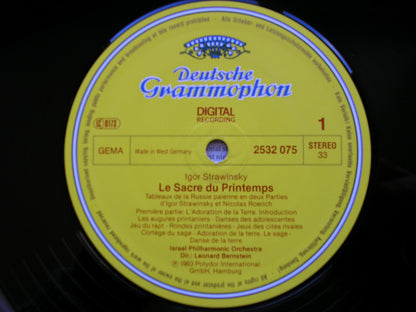 Deutsche
Grammophon
DIGITAL
RECORDING
0173
1
GEMA
Made in West Germany
2532 075
STEREO
33
Igor Strawinsky
Le Sacre du Printemps
Tableaux de la Russie païenne en deux Parties
d'Igor Strawinsky et Nicolas Roerich
Première partie: L'Adoration de la Terre. Introduction
Les augures printaniers · Danses des adolescentes
Jeu du rapt · Rondes printanières · Jeux des cités rivales
Cortège du sage · Adoration de la terre. Le sage ·
Danse de la terre
Israel Philharmonic Orchestra
Dir.: Leonard Bernstein
Ⓟ 1983 Polydor International
GmbH, Hamburg